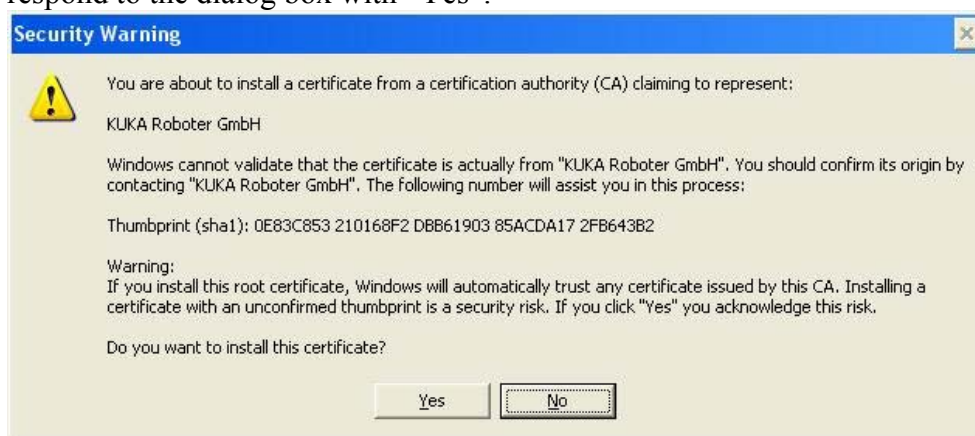 respond to the dialog box with "Yes".
Security Warning
You are about to install a certificate from a certification authority (CA) claiming to represent:
KUKA Roboter GmbH
Windows cannot validate that the certificate is actually from "KUKA Roboter GmbH". You should confirm its origin by
contacting "KUKA Roboter GmbH". The following number will assist you in this process:
Thumbprint (sha1): 0E83C853 210168F2 DBB61903 85ACDA17 2FB643B2
Warning:
If you install this root certificate, Windows will automatically trust any certificate issued by this CA. Installing a
certificate with an unconfirmed thumbprint is a security risk. If you click "Yes" you acknowledge this risk.
Do you want to install this certificate?
Yes
No